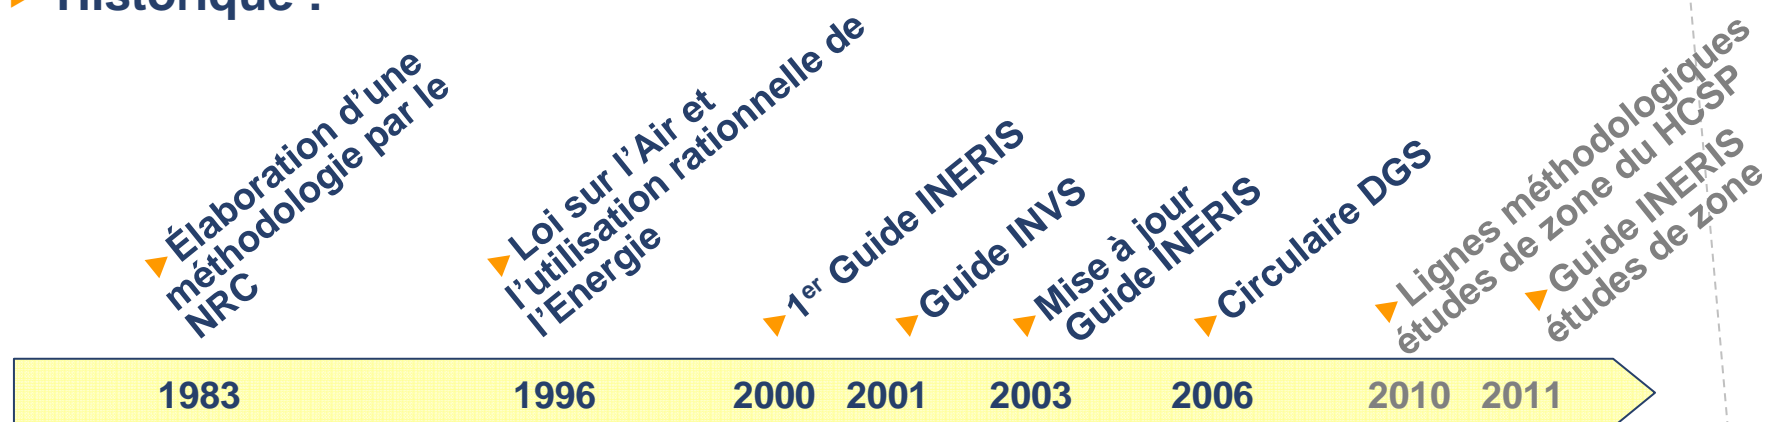 Historique :
Élaboration d’une
méthodologie par le
NRC
Loi sur l’Air et
l’utilisation rationnelle de
l’Energie
1er Guide INERIS
Guide INVS
Mise à jour
Guide INERIS
Circulaire DGS
Lignes méthodologiques
études de zone du HCSP
Guide INERIS
études de zone
1983 1996 2000 2001 2003 2006 2010 2011